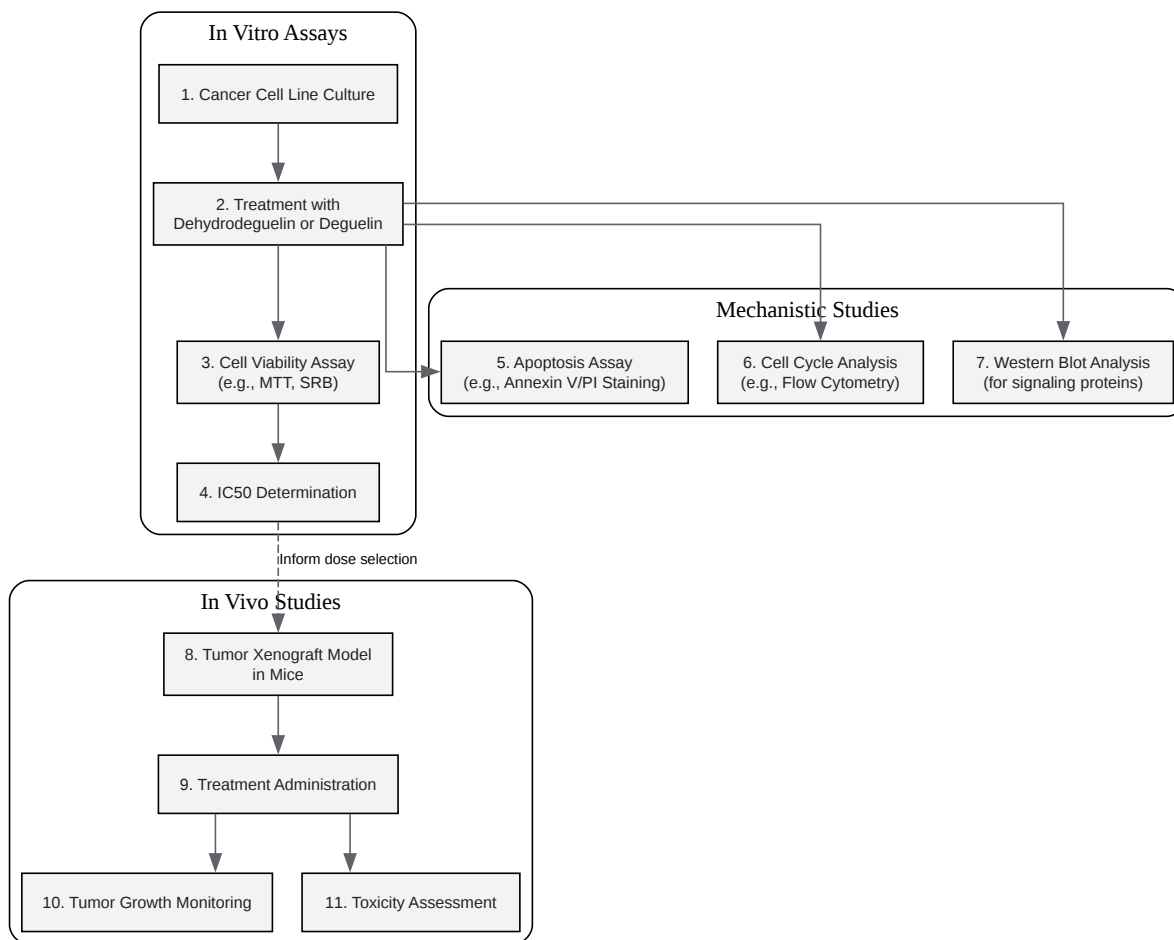 In Vitro Assays
1. Cancer Cell Line Culture
2. Treatment with
Dehydrodeguelin or Deguelin
3. Cell Viability Assay
(e.g., MTT, SRB)
4. IC50 Determination
Mechanistic Studies
5. Apoptosis Assay
(e.g., Annexin V/PI Staining)
6. Cell Cycle Analysis
(e.g., Flow Cytometry)
7. Western Blot Analysis
(for signaling proteins)
Inform dose selection
In Vivo Studies
8. Tumor Xenograft Model
in Mice
9. Treatment Administration
10. Tumor Growth Monitoring
11. Toxicity Assessment